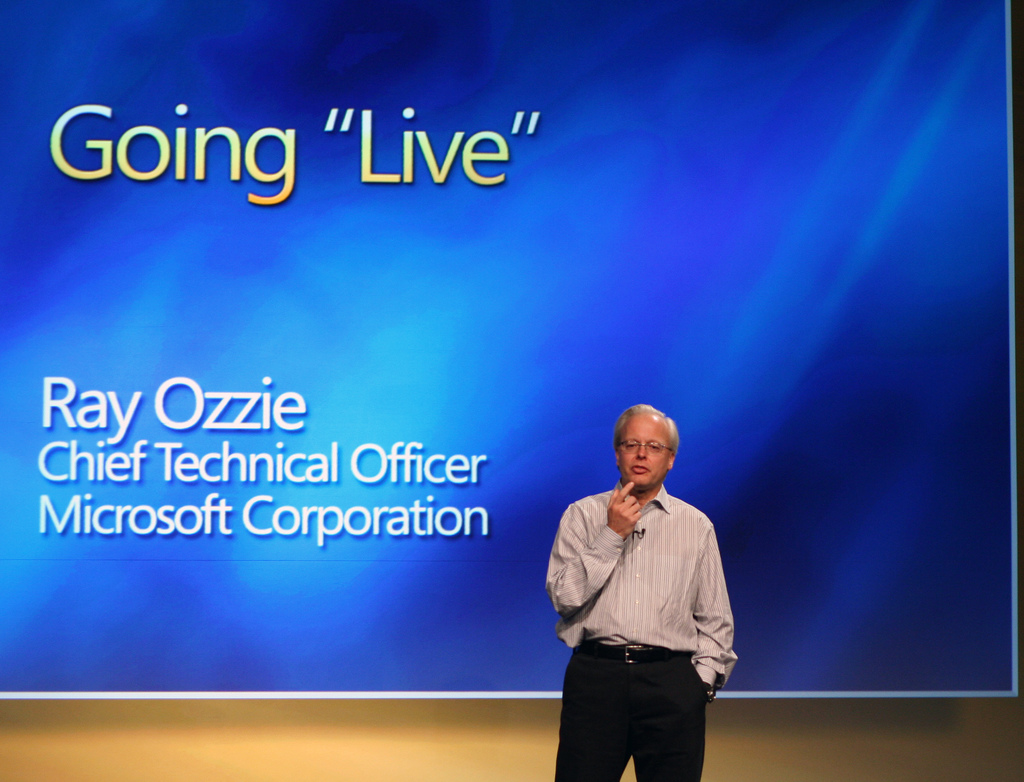 Going “Live”
Ray Ozzie
Chief Technical Officer
Microsoft Corporation